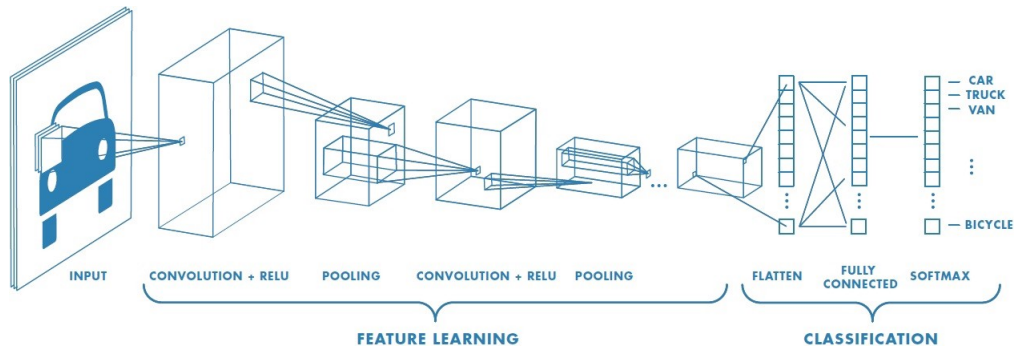 CAR
TRUCK
VAN
BICYCLE
INPUT
CONVOLUTION + RELU
POOLING
CONVOLUTION + RELU
POOLING
FLATTEN
FULLY
CONNECTED
SOFTMAX
FEATURE LEARNING
CLASSIFICATION